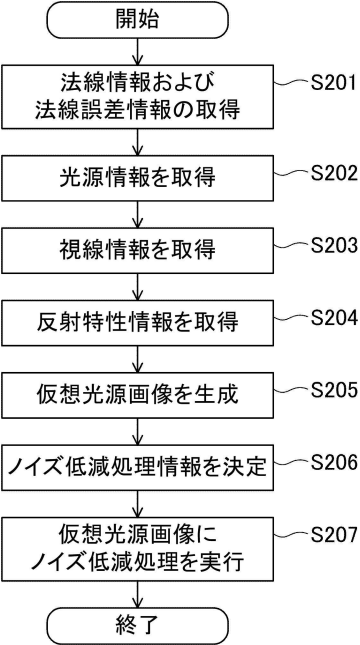 開始
法線情報および
法線誤差情報の取得
S201
光源情報を取得
S202
視線情報を取得
S203
反射特性情報を取得
S204
仮想光源画像を生成
S205
ノイズ低減処理情報を決定
S206
仮想光源画像に
ノイズ低減処理を実行
S207
終了